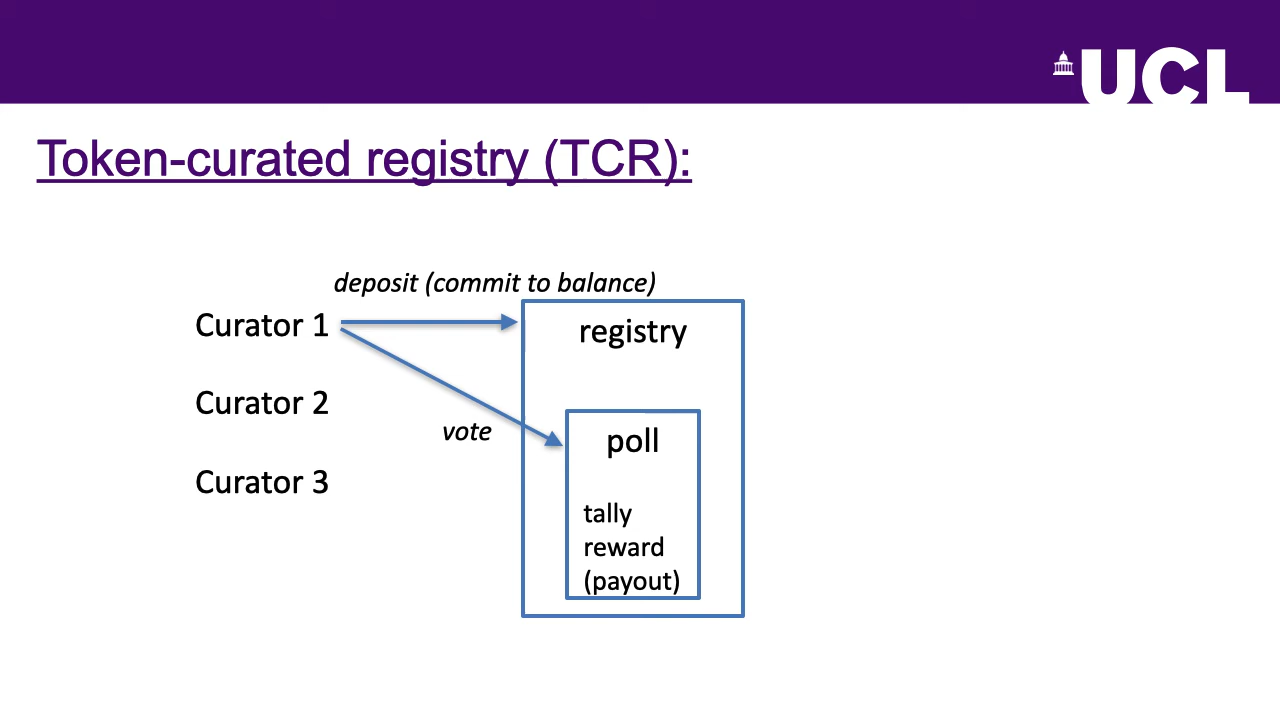 UCL
Token-curated registry (TCR):
deposit (commit to balance)
Curator 1
registry
Curator 2
vote
poll
Curator 3
tally
reward
(payout)